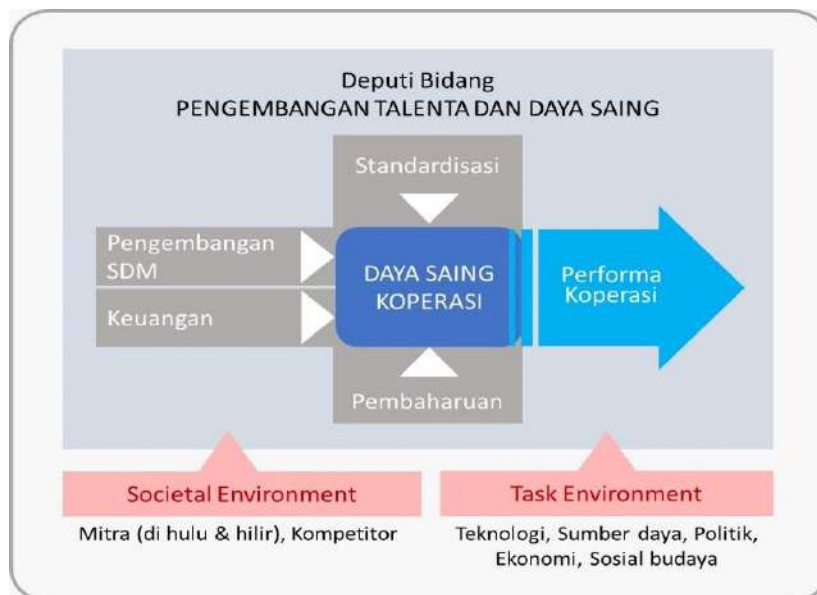 Deputi Bidang
PENGEMBANGAN TALENTA DAN DAYA SAING
Standardisasi
Pengembangan
SDM
Keuangan
DAYA SAING
KOPERASI
Performa
Koperasi
Pembaharuan
Societal Environment
Mitra (di hulu & hilir), Kompetitor
Task Environment
Teknologi, Sumber daya, Politik,
Ekonomi, Sosial budaya